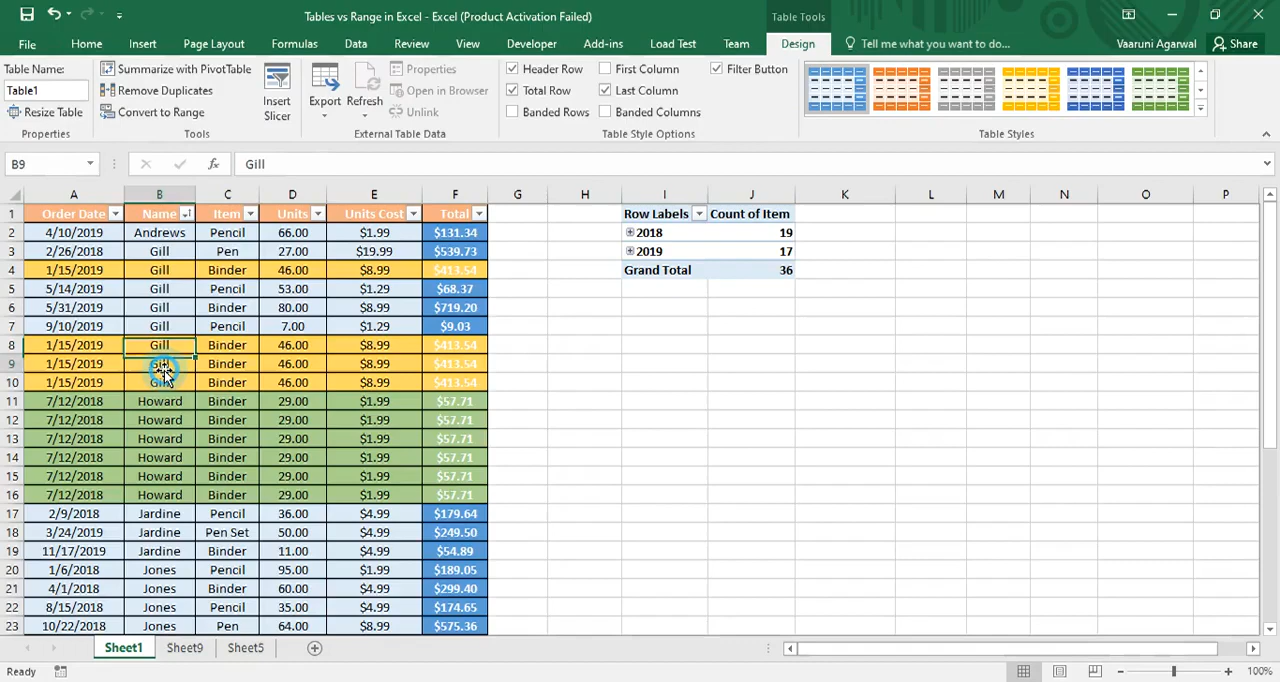 Tables vs Range in Excel - Excel (Product Activation Failed)
Table Tools
File Home Insert Page Layout Formulas Data Review View Developer Add-ins Load Test Team Design Tell me what you want to do... Vaaruni Agarwal Share
Table Name:
Table1
Resize Table
Properties
Summarize with PivotTable
Remove Duplicates
Convert to Range
Tools
Insert
Slicer
Export Refresh
Properties
Open in Browser
Unlink
External Table Data
Header Row First Column Filter Button
Total Row Last Column
Banded Rows Banded Columns
Table Style Options
Table Styles
B9 fx Gill
A B C D E F G H I J K L M N O P
1 Order Date Name Item Units Units Cost Total Row Labels Count of Item
2 4/10/2019 Andrews Pencil 66.00 $1.99 $131.34 2018 19
3 2/26/2018 Gill Pen 27.00 $19.99 $539.73 2019 17
4 1/15/2019 Gill Binder 46.00 $8.99 $413.54 Grand Total 36
5 5/14/2019 Gill Pencil 53.00 $1.29 $68.37
6 5/31/2019 Gill Binder 80.00 $8.99 $719.20
7 9/10/2019 Gill Pencil 7.00 $1.29 $9.03
8 1/15/2019 Gill Binder 46.00 $8.99 $413.54
9 1/15/2019 Gill Binder 46.00 $8.99 $413.54
10 1/15/2019 Gill Binder 46.00 $8.99 $413.54
11 7/12/2018 Howard Binder 29.00 $1.99 $57.71
12 7/12/2018 Howard Binder 29.00 $1.99 $57.71
13 7/12/2018 Howard Binder 29.00 $1.99 $57.71
14 7/12/2018 Howard Binder 29.00 $1.99 $57.71
15 7/12/2018 Howard Binder 29.00 $1.99 $57.71
16 7/12/2018 Howard Binder 29.00 $1.99 $57.71
17 2/9/2018 Jardine Pencil 36.00 $4.99 $179.64
18 3/24/2019 Jardine Pen Set 50.00 $4.99 $249.50
19 11/17/2019 Jardine Binder 11.00 $4.99 $54.89
20 1/6/2018 Jones Pencil 95.00 $1.99 $189.05
21 4/1/2018 Jones Binder 60.00 $4.99 $299.40
22 8/15/2018 Jones Pencil 35.00 $4.99 $174.65
23 10/22/2018 Jones Pen 64.00 $8.99 $575.36
Sheet1 Sheet9 Sheet5
Ready 100%